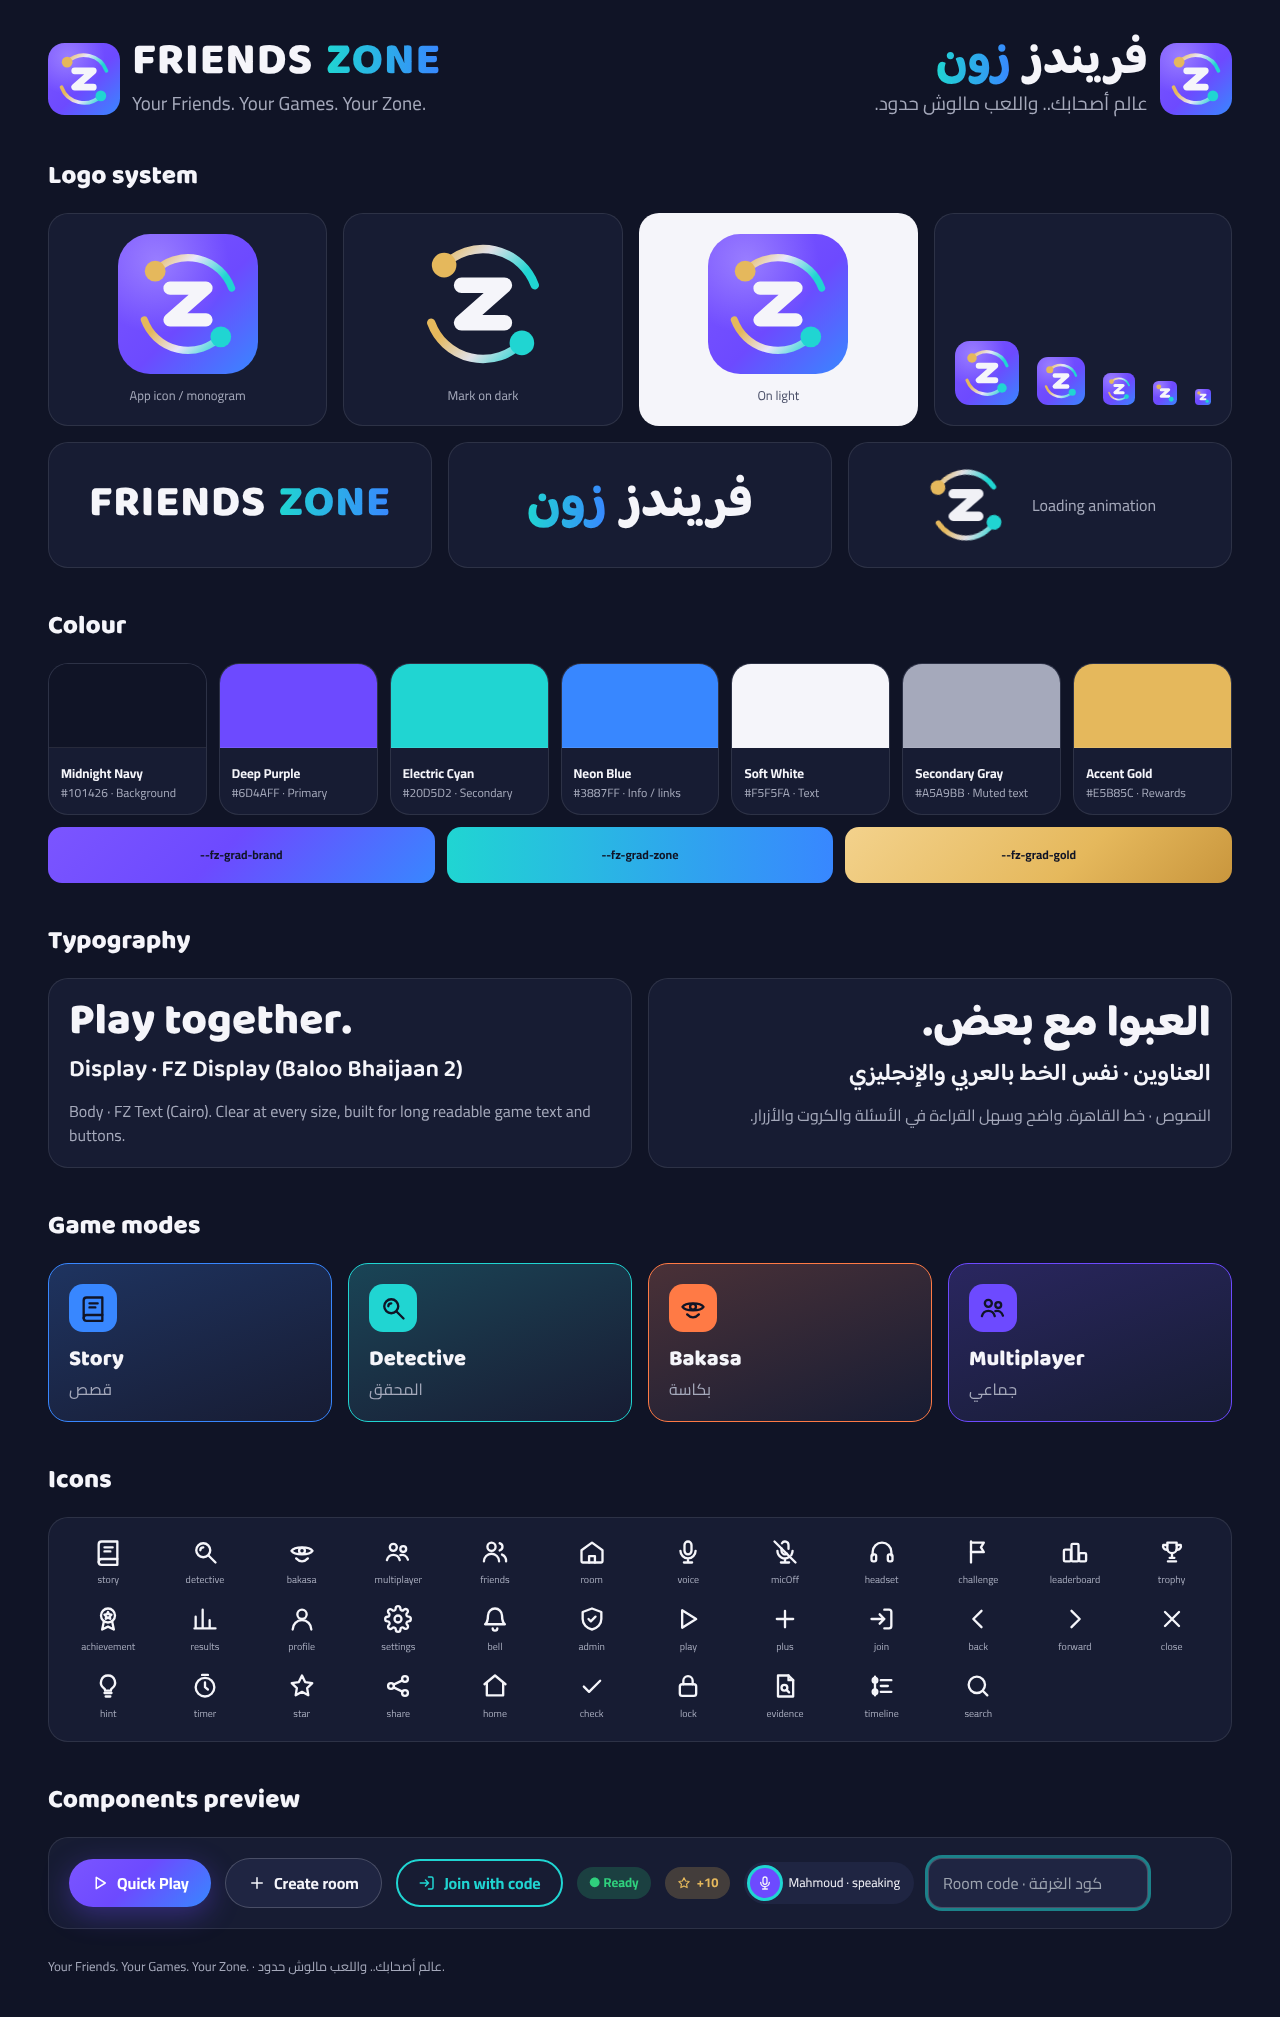 FRIENDS ZONE
Your Friends. Your Games. Your Zone.
فريندز زون
عالم أصحابك.. واللعب مالوش حدود.
Logo system
App icon / monogram
Mark on dark
On light
FRIENDS ZONE
فريندز زون
Loading animation
Colour
Midnight Navy
#101426 · Background
Deep Purple
#6D4AFF · Primary
Electric Cyan
#20D5D2 · Secondary
Neon Blue
#3887FF · Info / links
Soft White
#F5F5FA · Text
Secondary Gray
#A5A9BB · Muted text
Accent Gold
#E5B85C · Rewards
--fz-grad-brand
--fz-grad-zone
--fz-grad-gold
Typography
Play together.
Display · FZ Display (Baloo Bhaijaan 2)
Body · FZ Text (Cairo). Clear at every size, built for long readable game text and
buttons.
العبوا مع بعض.
العناوين · نفس الخط بالعربي والإنجليزي
النصوص · خط القاهرة. واضح وسهل القراءة في الأسئلة والكروت والأزرار.
Game modes
Story
قصص
Detective
المحقق
Bakasa
بكاسة
Multiplayer
جماعي
Icons
story
detective
bakasa
multiplayer
friends
room
voice
micOff
headset
challenge
leaderboard
trophy
achievement
results
profile
settings
bell
admin
play
plus
join
back
forward
close
hint
timer
star
share
home
check
lock
evidence
timeline
search
Components preview
Quick Play
Create room
Join with code
Ready
+10
Mahmoud · speaking
Room code · كود الغرفة
Your Friends. Your Games. Your Zone. · عالم أصحابك.. واللعب مالوش حدود.